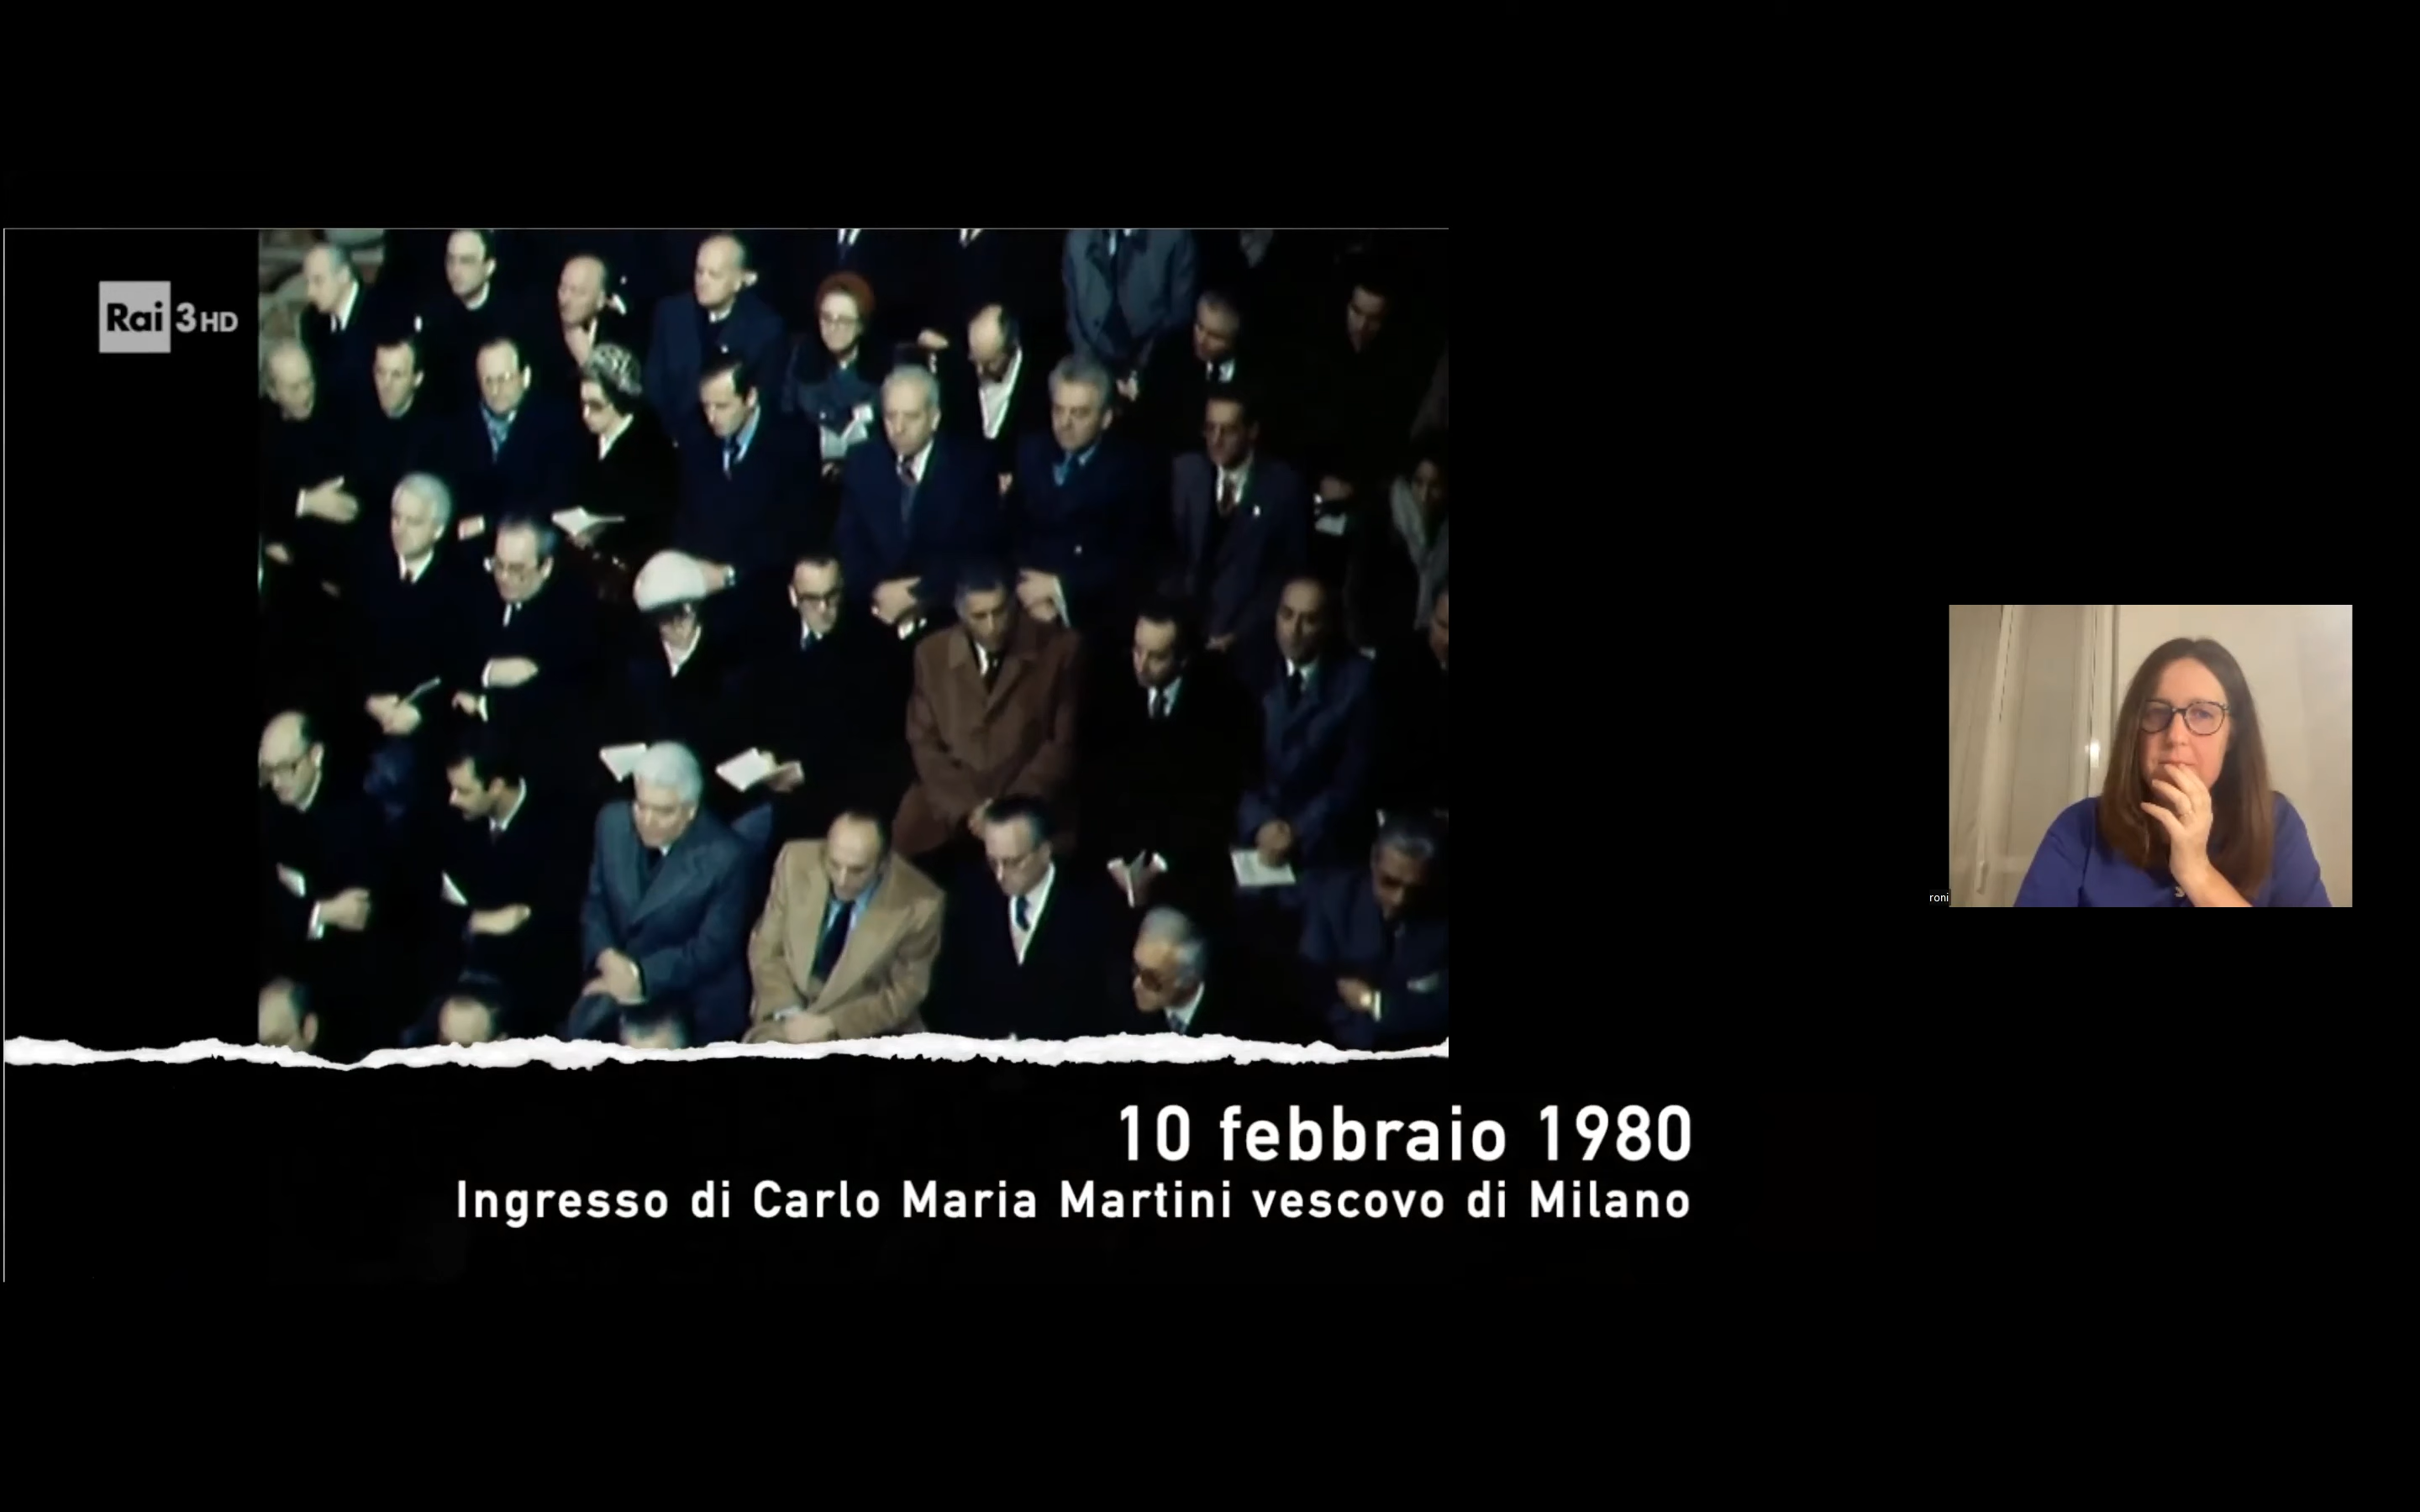 Rai 3HD
roni
10 febbraio 1980
Ingresso di Carlo Maria Martini vescovo di Milano